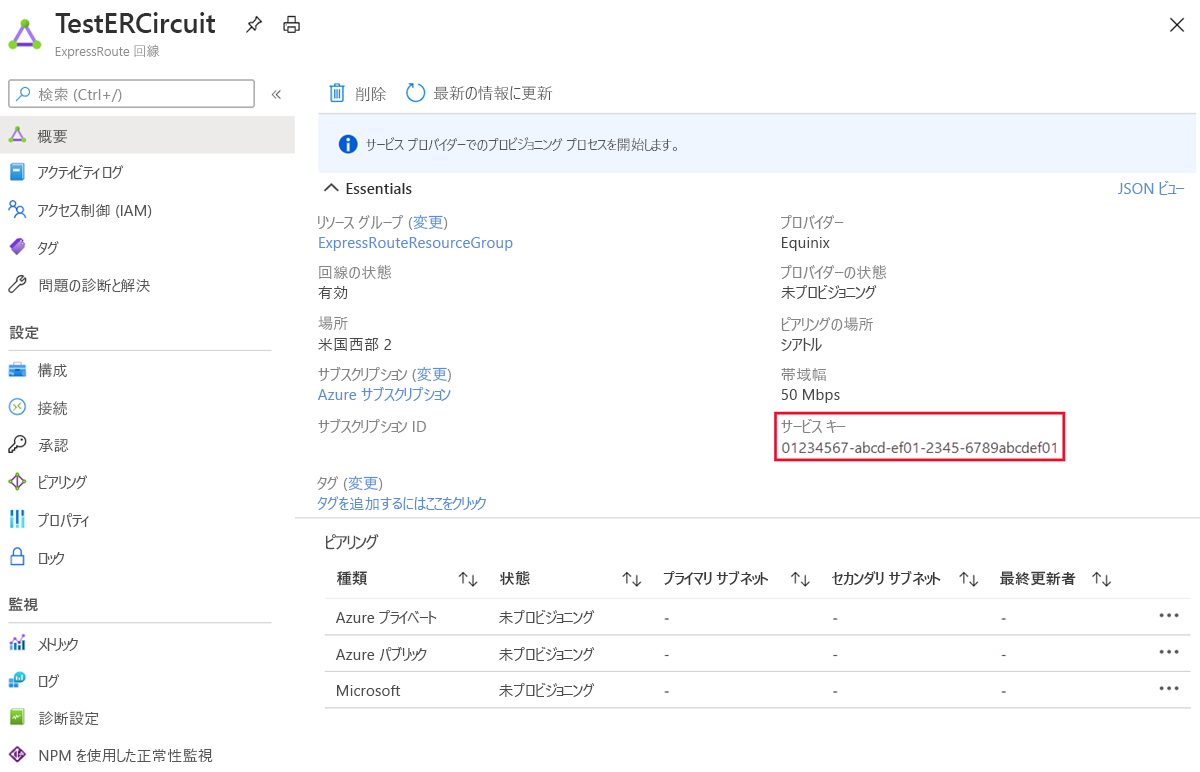 TestERCircuit
ExpressRoute 回線
検索 (Ctrl+/)
«
概要
アクティビティ ログ
アクセス制御 (IAM)
タグ
問題の診断と解決
設定
構成
接続
承認
ピアリング
プロパティ
ロック
監視
メトリック
ログ
診断設定
NPM を使用した正常性監視
削除
最新の情報に更新
サービス プロバイダーでのプロビジョニング プロセスを開始します。
Essentials
JSON ビュー
リソース グループ (変更)
ExpressRouteResourceGroup
回線の状態
有効
場所
米国西部 2
サブスクリプション (変更)
Azure サブスクリプション
サブスクリプション ID
プロバイダー
Equinix
プロバイダーの状態
未プロビジョニング
ピアリングの場所
シアトル
帯域幅
50 Mbps
サービス キー
01234567-abcd-ef01-2345-6789abcdef01
タグ (変更)
タグを追加するにはここをクリック
ピアリング
種類 ↑↓ 状態 ↑↓ プライマリ サブネット ↑↓ セカンダリ サブネット ↑↓ 最終更新者 ↑↓
Azure プライベート 未プロビジョニング - - - •••
Azure パブリック 未プロビジョニング - - - •••
Microsoft 未プロビジョニング - - - •••